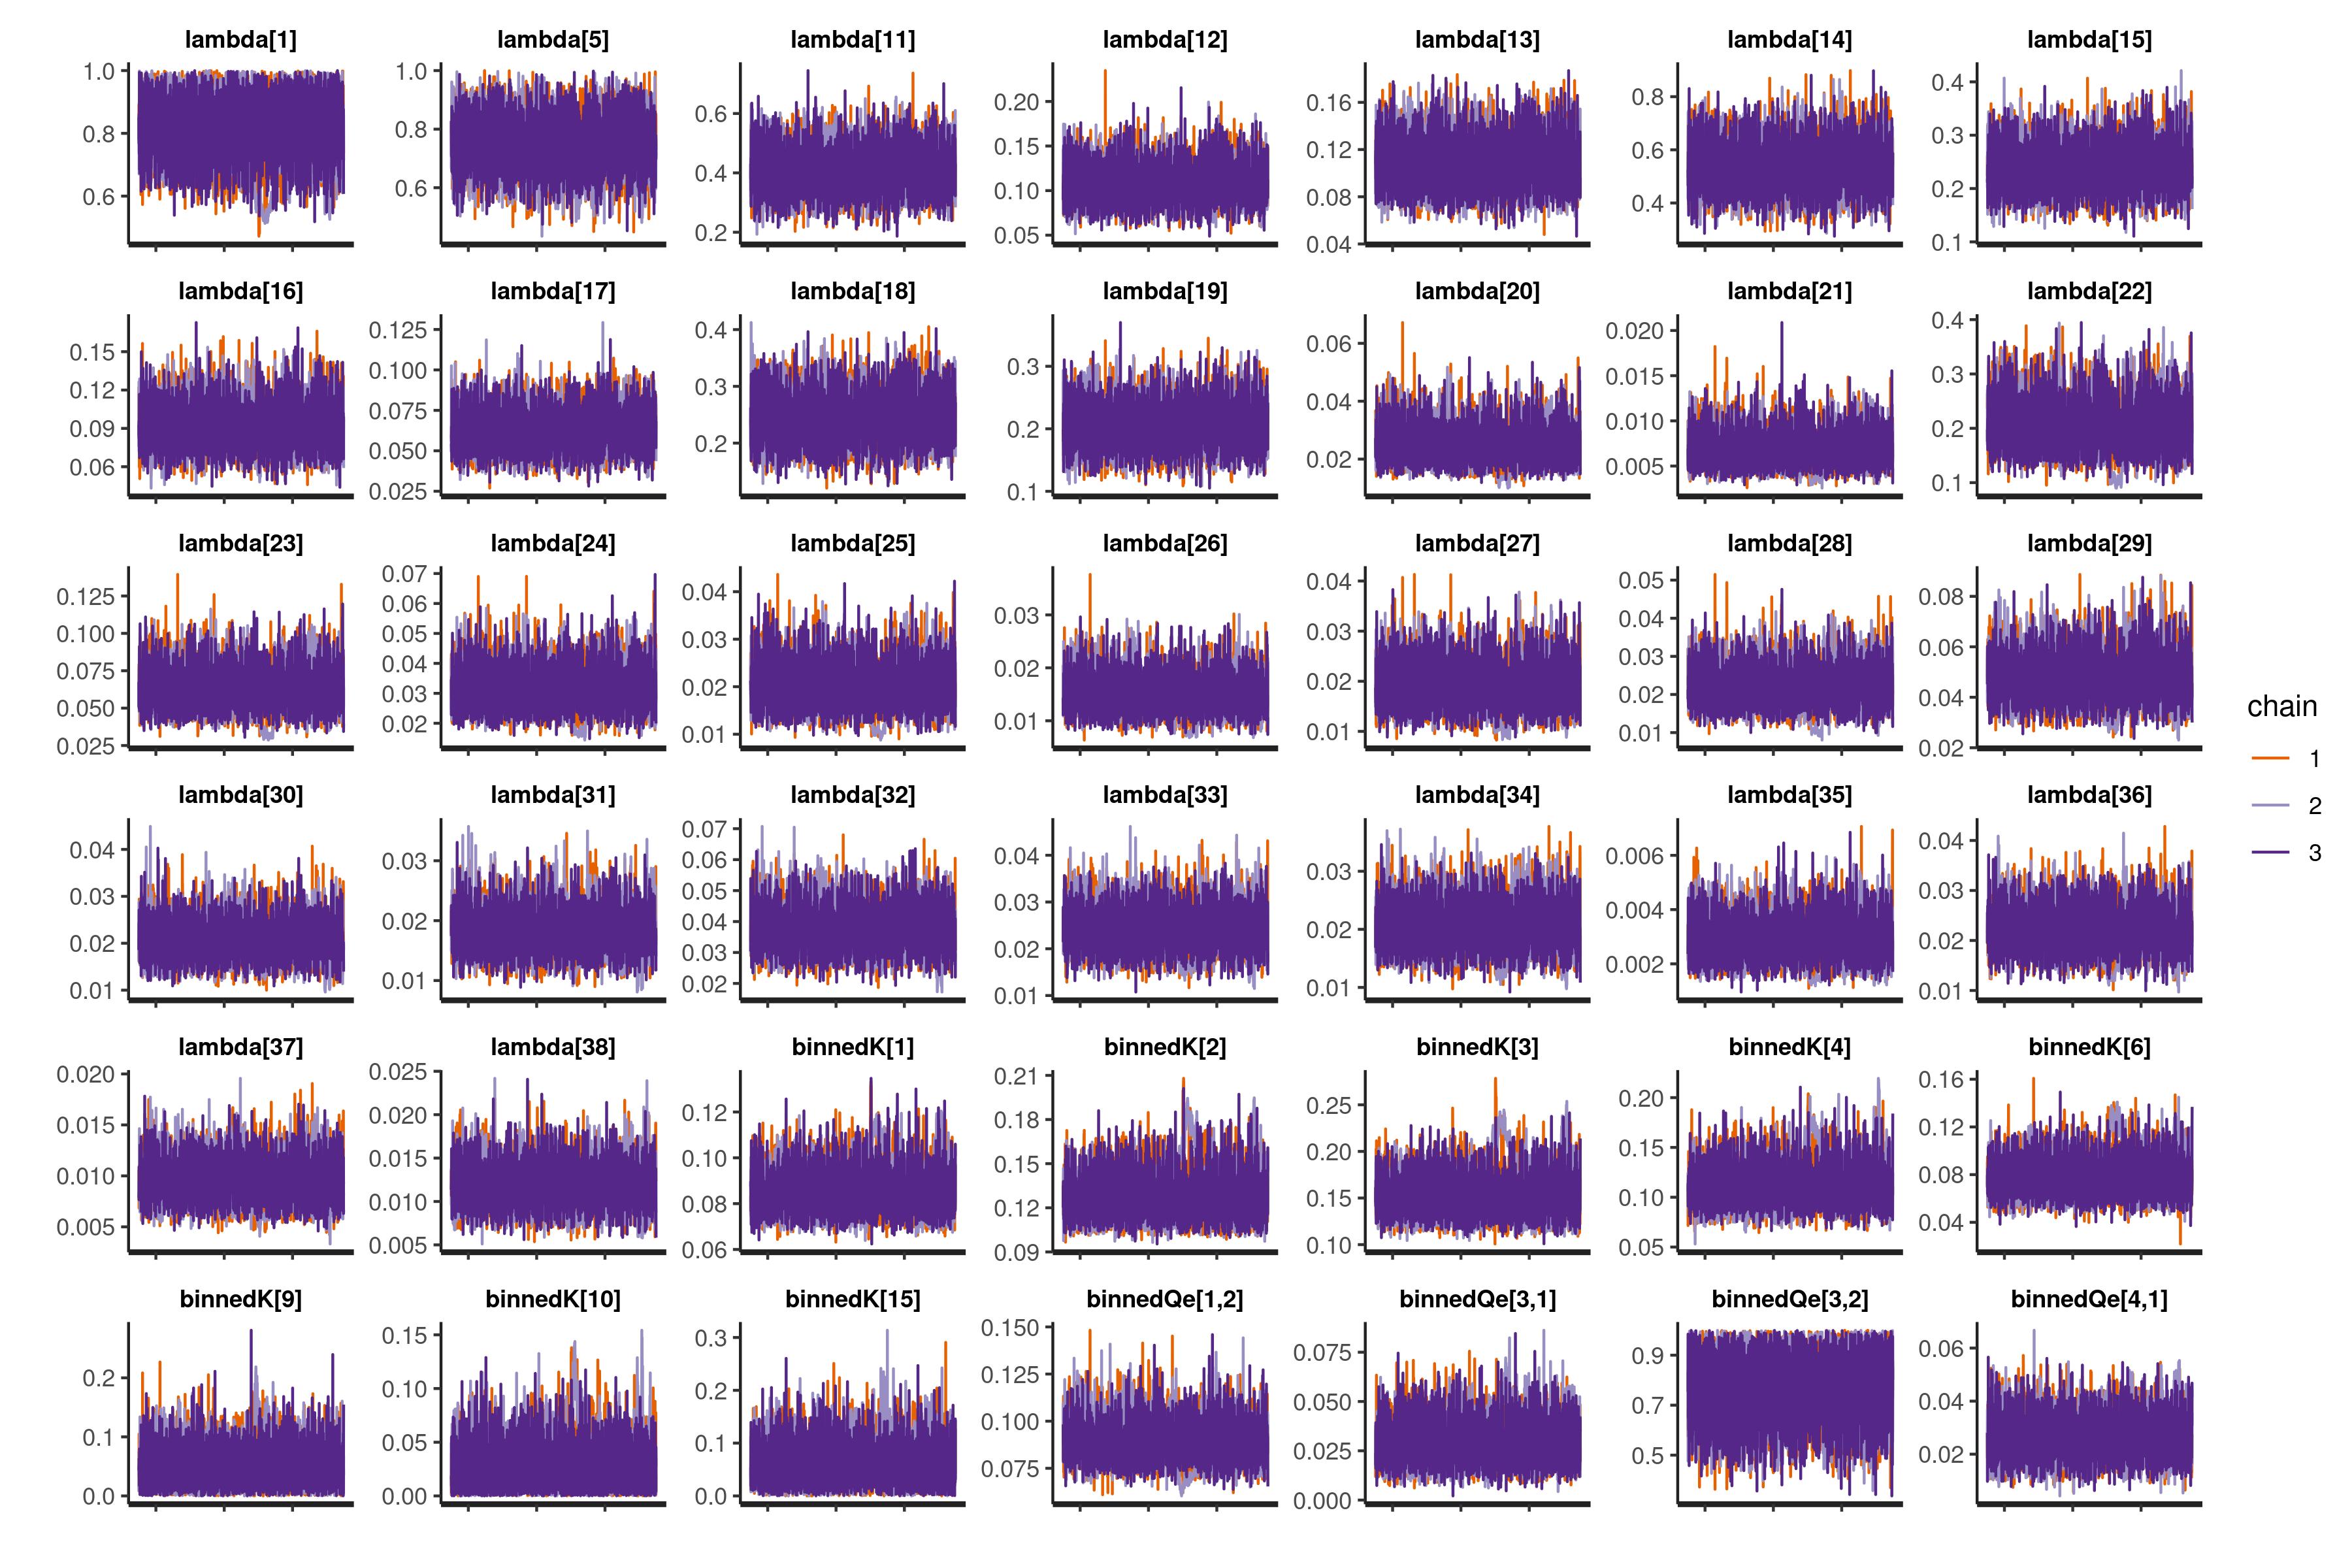 lambda[1] lambda[5] lambda[11] lambda[12] lambda[13] lambda[14] lambda[15]
1.0 0.8 0.6
1.0 0.8 0.6
0.6 0.4 0.2
0.20 0.15 0.10 0.05
0.16 0.12 0.08 0.04
0.8 0.6 0.4
0.4 0.3 0.2 0.1
lambda[16] lambda[17] lambda[18] lambda[19] lambda[20] lambda[21] lambda[22]
0.15 0.12 0.09 0.06
0.125 0.100 0.075 0.050 0.025
0.4 0.3 0.2
0.3 0.2 0.1
0.06 0.04 0.02
0.020 0.015 0.010 0.005
0.4 0.3 0.2 0.1
lambda[23] lambda[24] lambda[25] lambda[26] lambda[27] lambda[28] lambda[29]
0.125 0.100 0.075 0.050 0.025
0.07 0.06 0.05 0.04 0.03 0.02
0.04 0.03 0.02 0.01
0.03 0.02 0.01
0.04 0.03 0.02 0.01
0.05 0.04 0.03 0.02 0.01
0.08 0.06 0.04 0.02
lambda[30] lambda[31] lambda[32] lambda[33] lambda[34] lambda[35] lambda[36]
0.04 0.03 0.02 0.01
0.03 0.02 0.01
0.07 0.06 0.05 0.04 0.03 0.02
0.04 0.03 0.02 0.01
0.03 0.02 0.01
0.006 0.004 0.002
0.04 0.03 0.02 0.01
lambda[37] lambda[38] binnedK[1] binnedK[2] binnedK[3] binnedK[4] binnedK[6]
0.020 0.015 0.010 0.005
0.025 0.020 0.015 0.010 0.005
0.12 0.10 0.08 0.06
0.21 0.18 0.15 0.12 0.09
0.25 0.20 0.15 0.10
0.20 0.15 0.10 0.05
0.16 0.12 0.08 0.04
binnedK[9] binnedK[10] binnedK[15] binnedQe[1,2] binnedQe[3,1] binnedQe[3,2] binnedQe[4,1]
0.2 0.1 0.0
0.15 0.10 0.05 0.00
0.3 0.2 0.1 0.0
0.150 0.125 0.100 0.075
0.075 0.050 0.025 0.000
0.9 0.7 0.5
0.06 0.04 0.02
chain
1
2
3